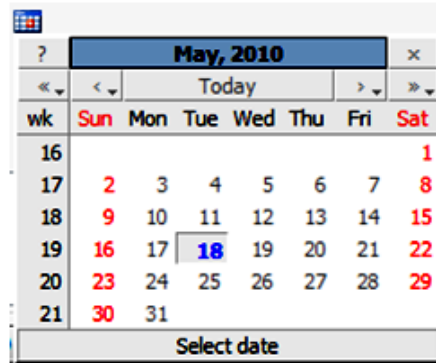 ? May, 2010 ×
« ‹ Today › »
wk Sun Mon Tue Wed Thu Fri Sat
16 1
17 2 3 4 5 6 7 8
18 9 10 11 12 13 14 15
19 16 17 18 19 20 21 22
20 23 24 25 26 27 28 29
21 30 31
Select date